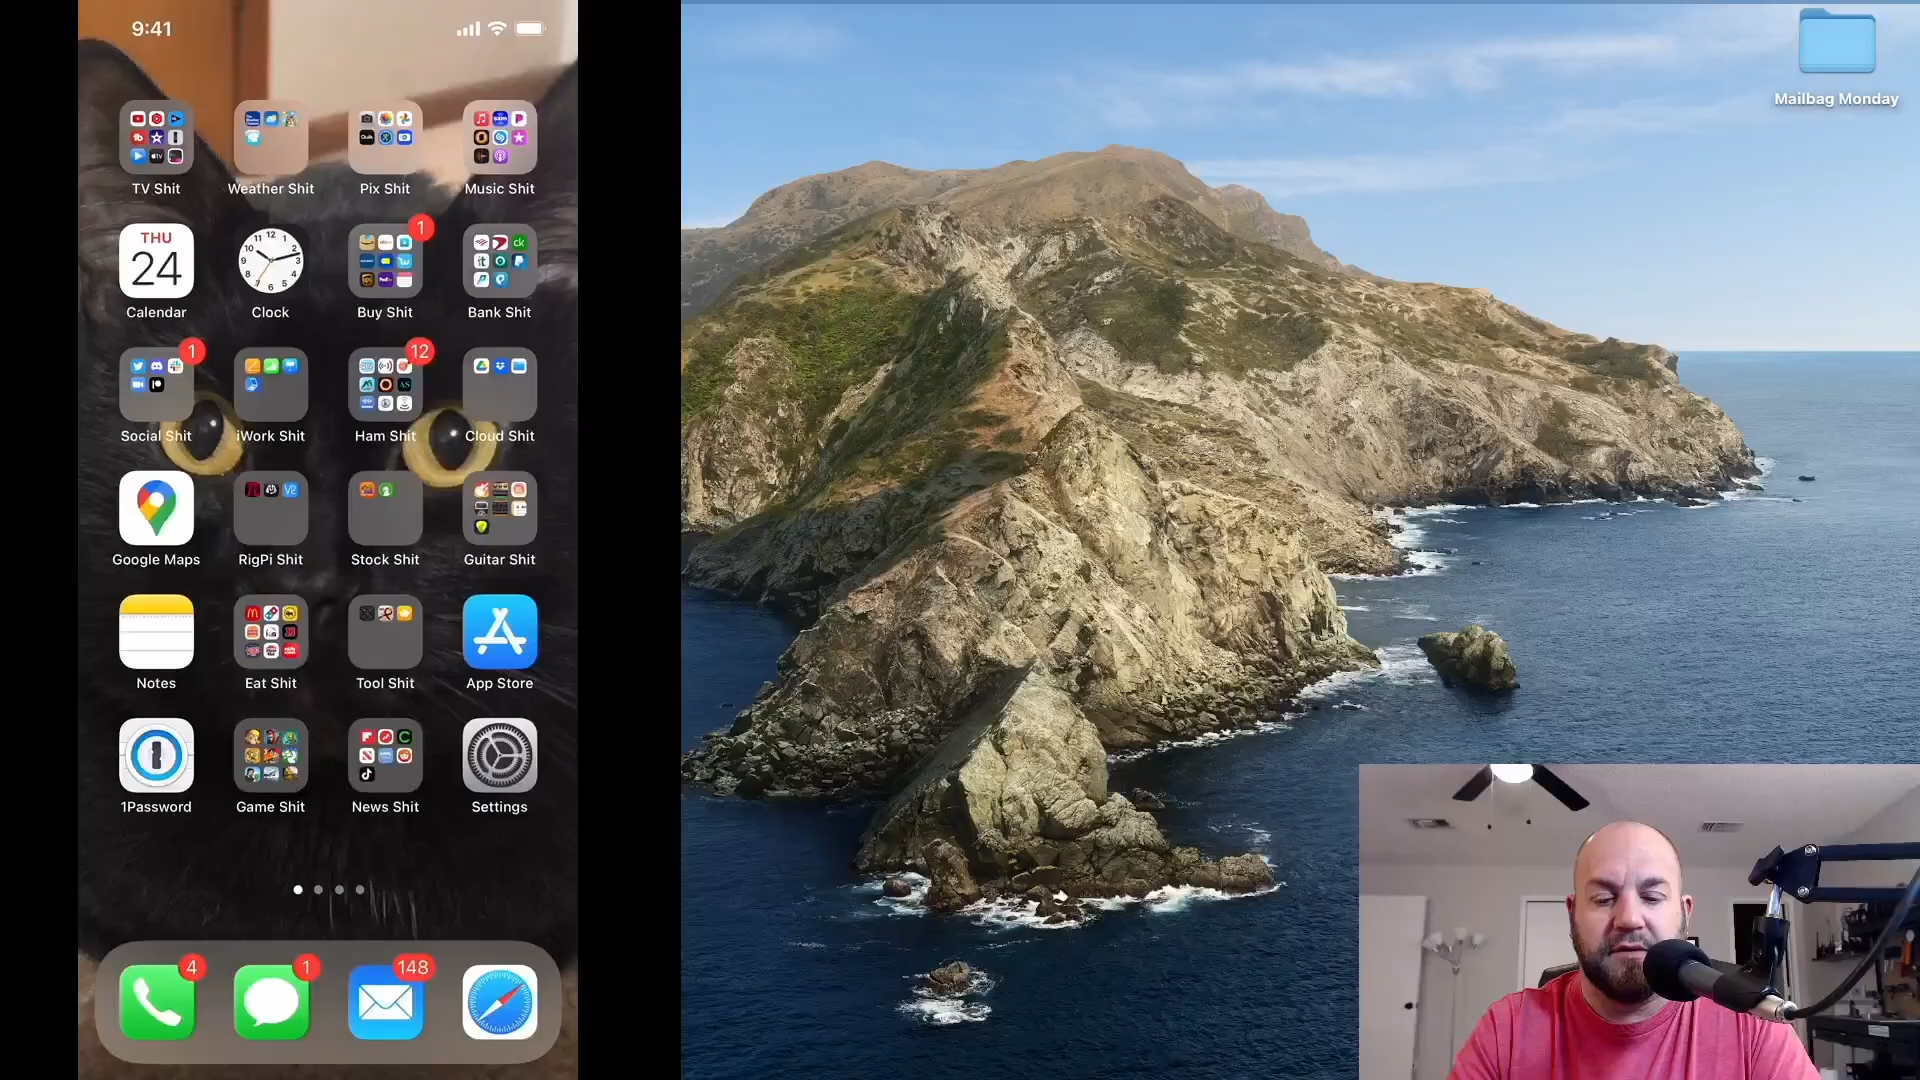 9:41
Mailbag Monday
TV Shit
Weather Shit
Pix Shit
Music Shit
THU
24
Calendar
Clock
1
Buy Shit
Bank Shit
1
Social Shit
iWork Shit
12
Ham Shit
Cloud Shit
Google Maps
RigPi Shit
Stock Shit
Guitar Shit
Notes
Eat Shit
Tool Shit
App Store
1Password
Game Shit
News Shit
Settings
4
1
148